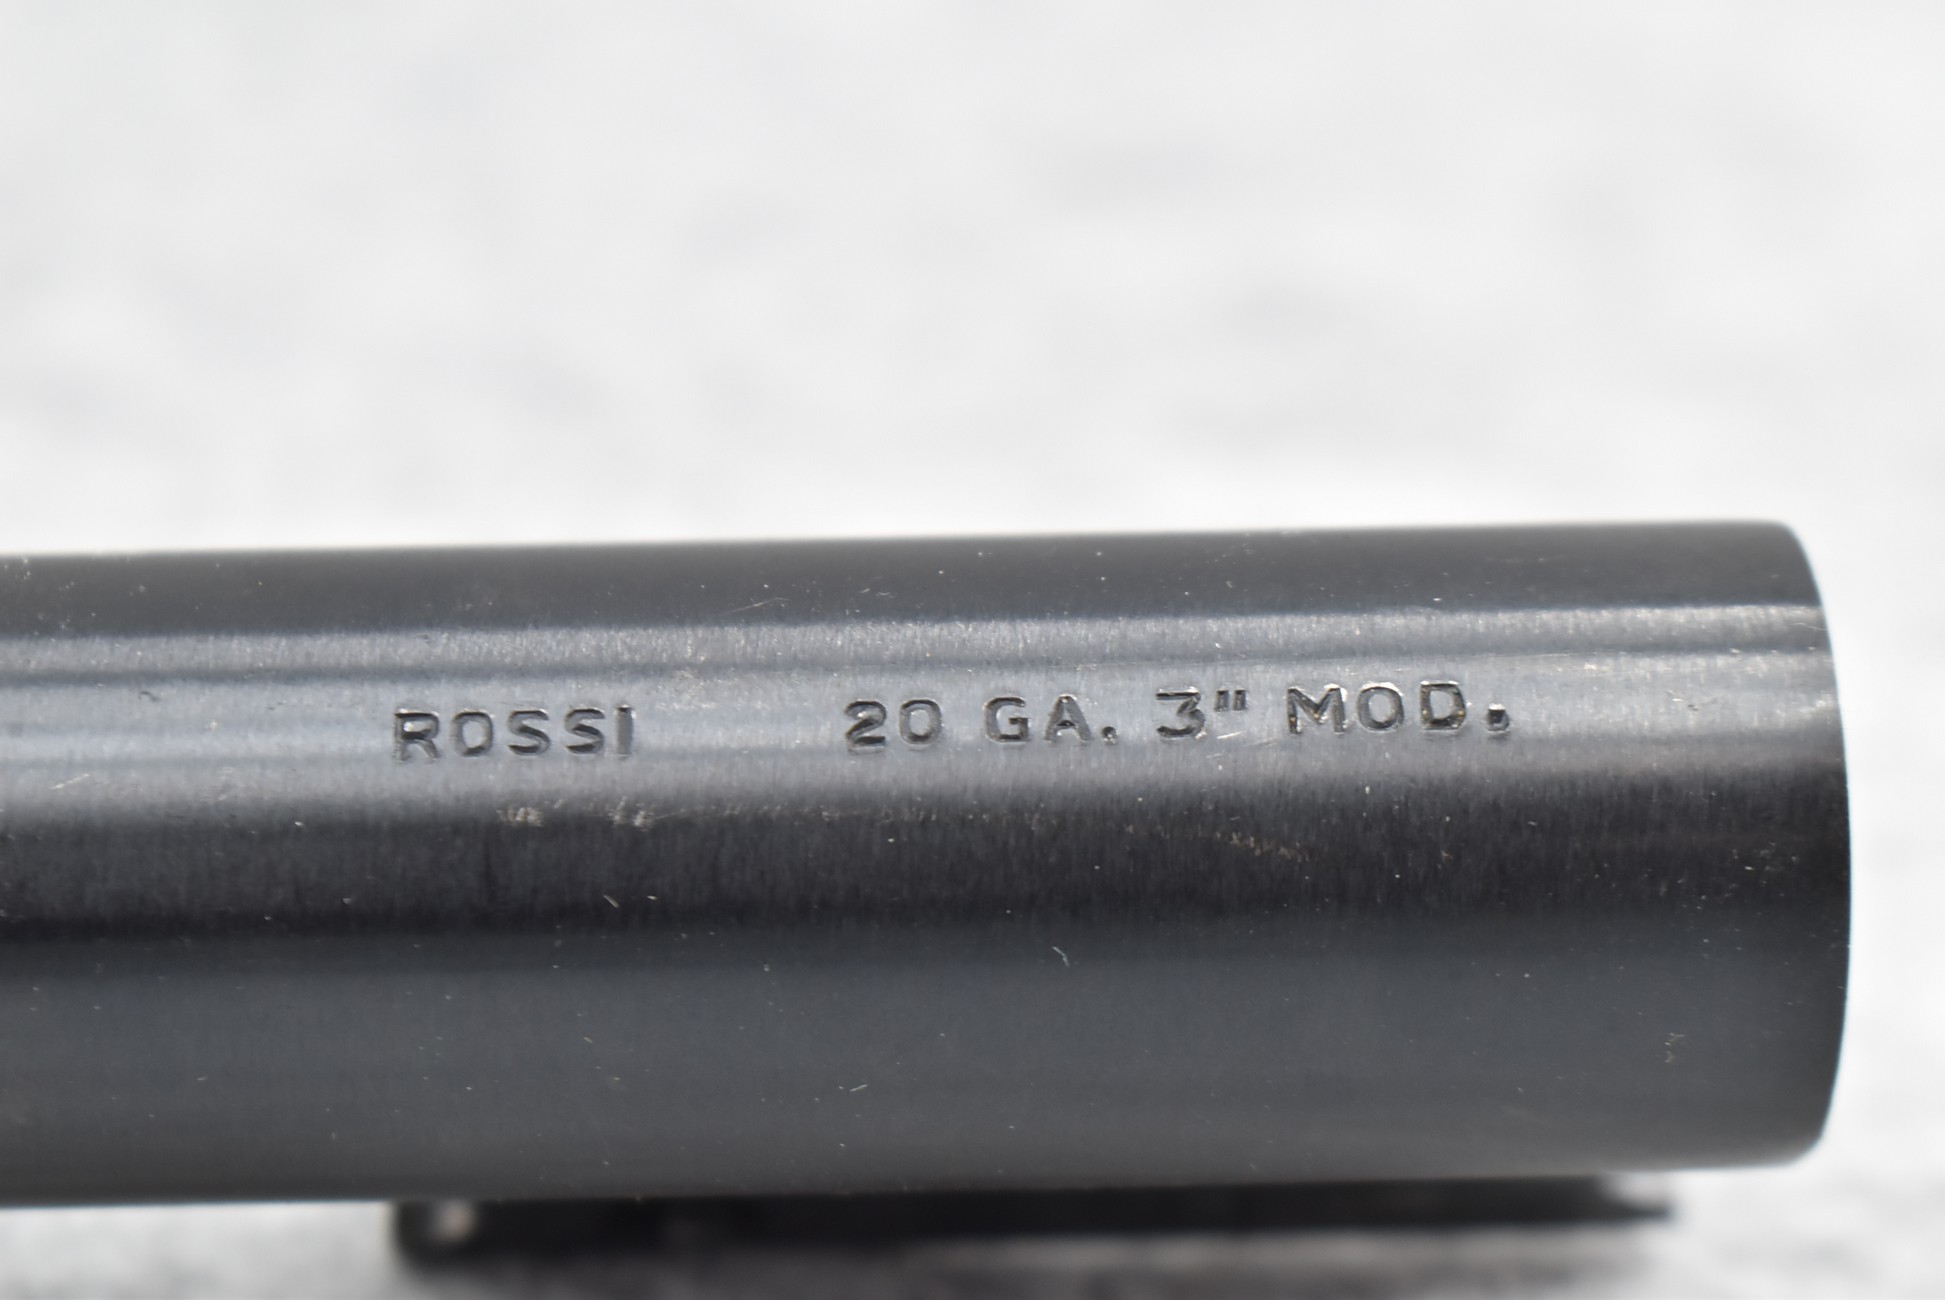 ROSSI 20 GA. 3" MOD.